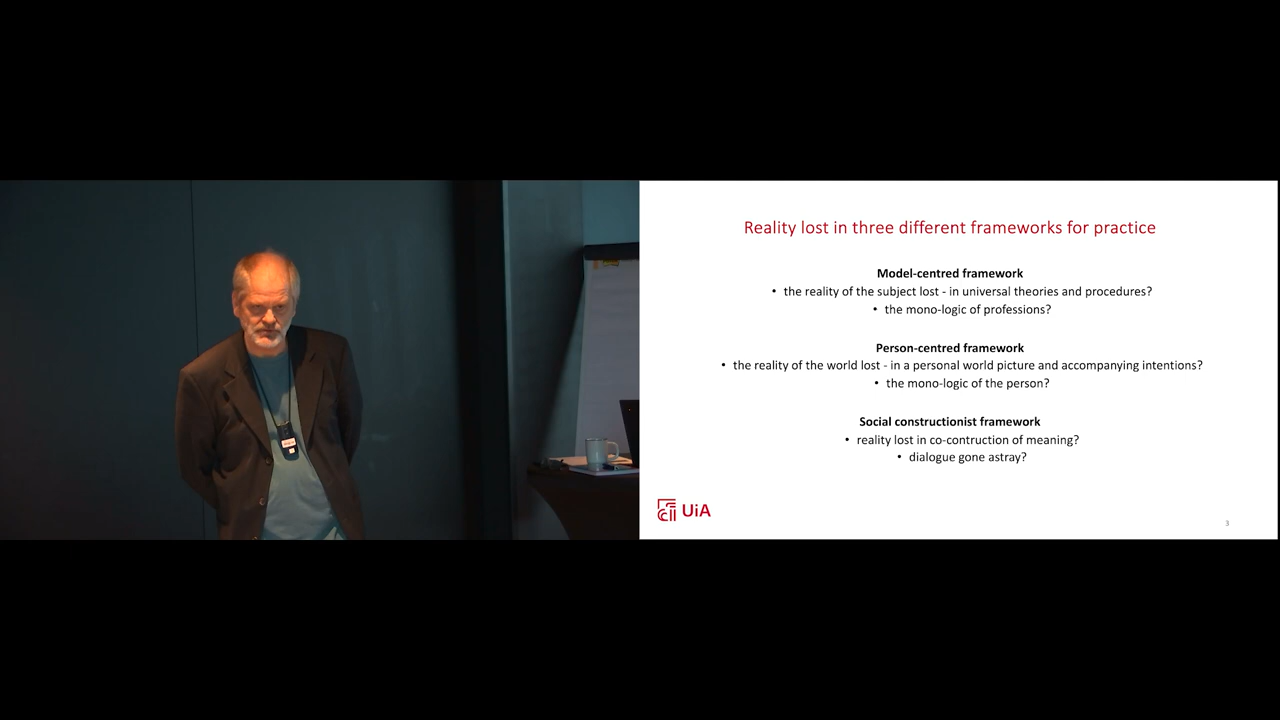 Reality lost in three different frameworks for practice
Model-centred framework
• the reality of the subject lost - in universal theories and procedures?
• the mono-logic of professions?
Person-centred framework
• the reality of the world lost - in a personal world picture and accompanying intentions?
• the mono-logic of the person?
Social constructionist framework
• reality lost in co-contruction of meaning?
• dialogue gone astray?
UiA
3